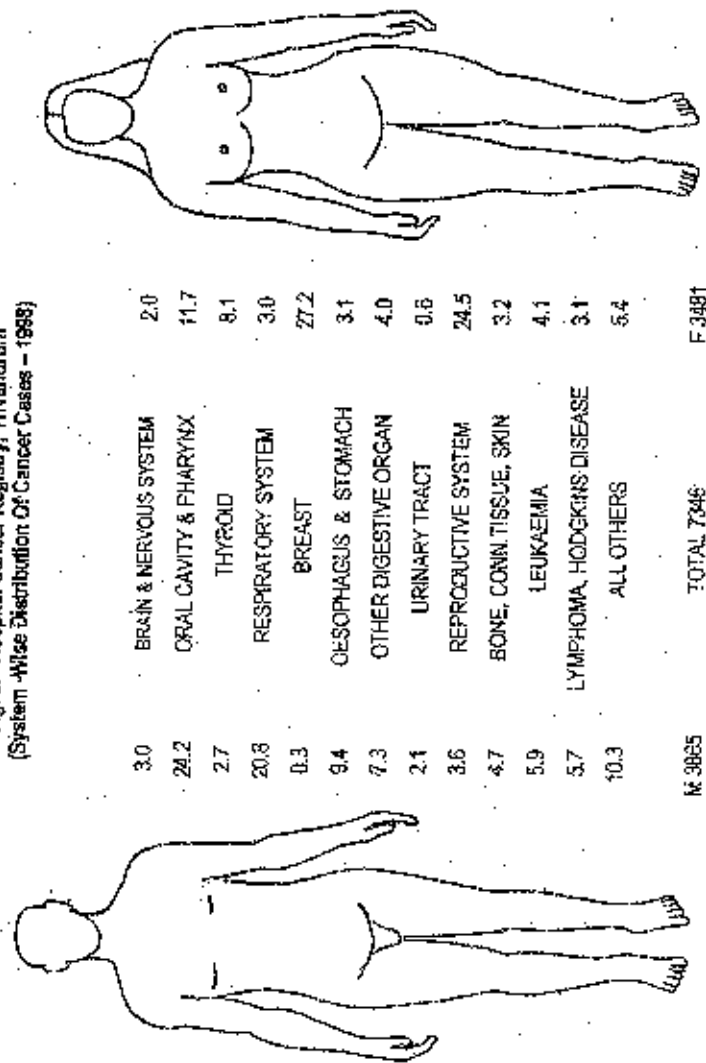 Hospital Cancer Registry, Trivandrum
(System -Wise Distribution Of Cancer Cases – 1998)
3.0 BRAIN & NERVOUS SYSTEM 2.0
24.2 ORAL CAVITY & PHARYNX 11.7
2.7 THYROID 8.1
20.8 RESPIRATORY SYSTEM 3.0
0.3 BREAST 27.2
9.4 OESOPHAGUS & STOMACH 3.1
7.3 OTHER DIGESTIVE ORGAN 4.0
2.1 URINARY TRACT 0.6
3.6 REPRODUCTIVE SYSTEM 24.5
4.7 BONE, CONN.TISSUE, SKIN 3.2
5.9 LEUKAEMIA 4.1
5.7 LYMPHOMA, HODGKINS DISEASE 3.1
10.3 ALL OTHERS 5.4
M 3865 TOTAL 7346 F 3481